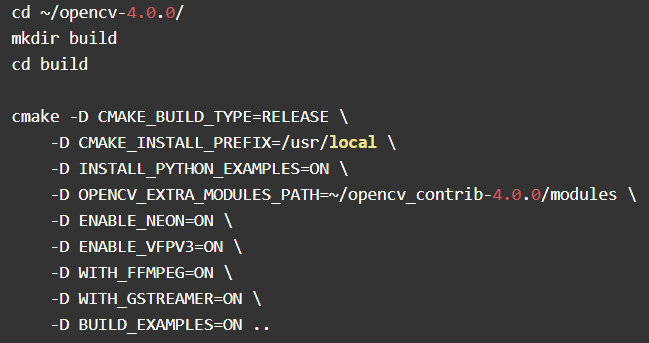 cd ~/opencv-4.0.0/
mkdir build
cd build
cmake -D CMAKE_BUILD_TYPE=RELEASE \
-D CMAKE_INSTALL_PREFIX=/usr/local \
-D INSTALL_PYTHON_EXAMPLES=ON \
-D OPENCV_EXTRA_MODULES_PATH=~/opencv_contrib-4.0.0/modules \
-D ENABLE_NEON=ON \
-D ENABLE_VFPV3=ON \
-D WITH_FFMPEG=ON \
-D WITH_GSTREAMER=ON \
-D BUILD_EXAMPLES=ON ..